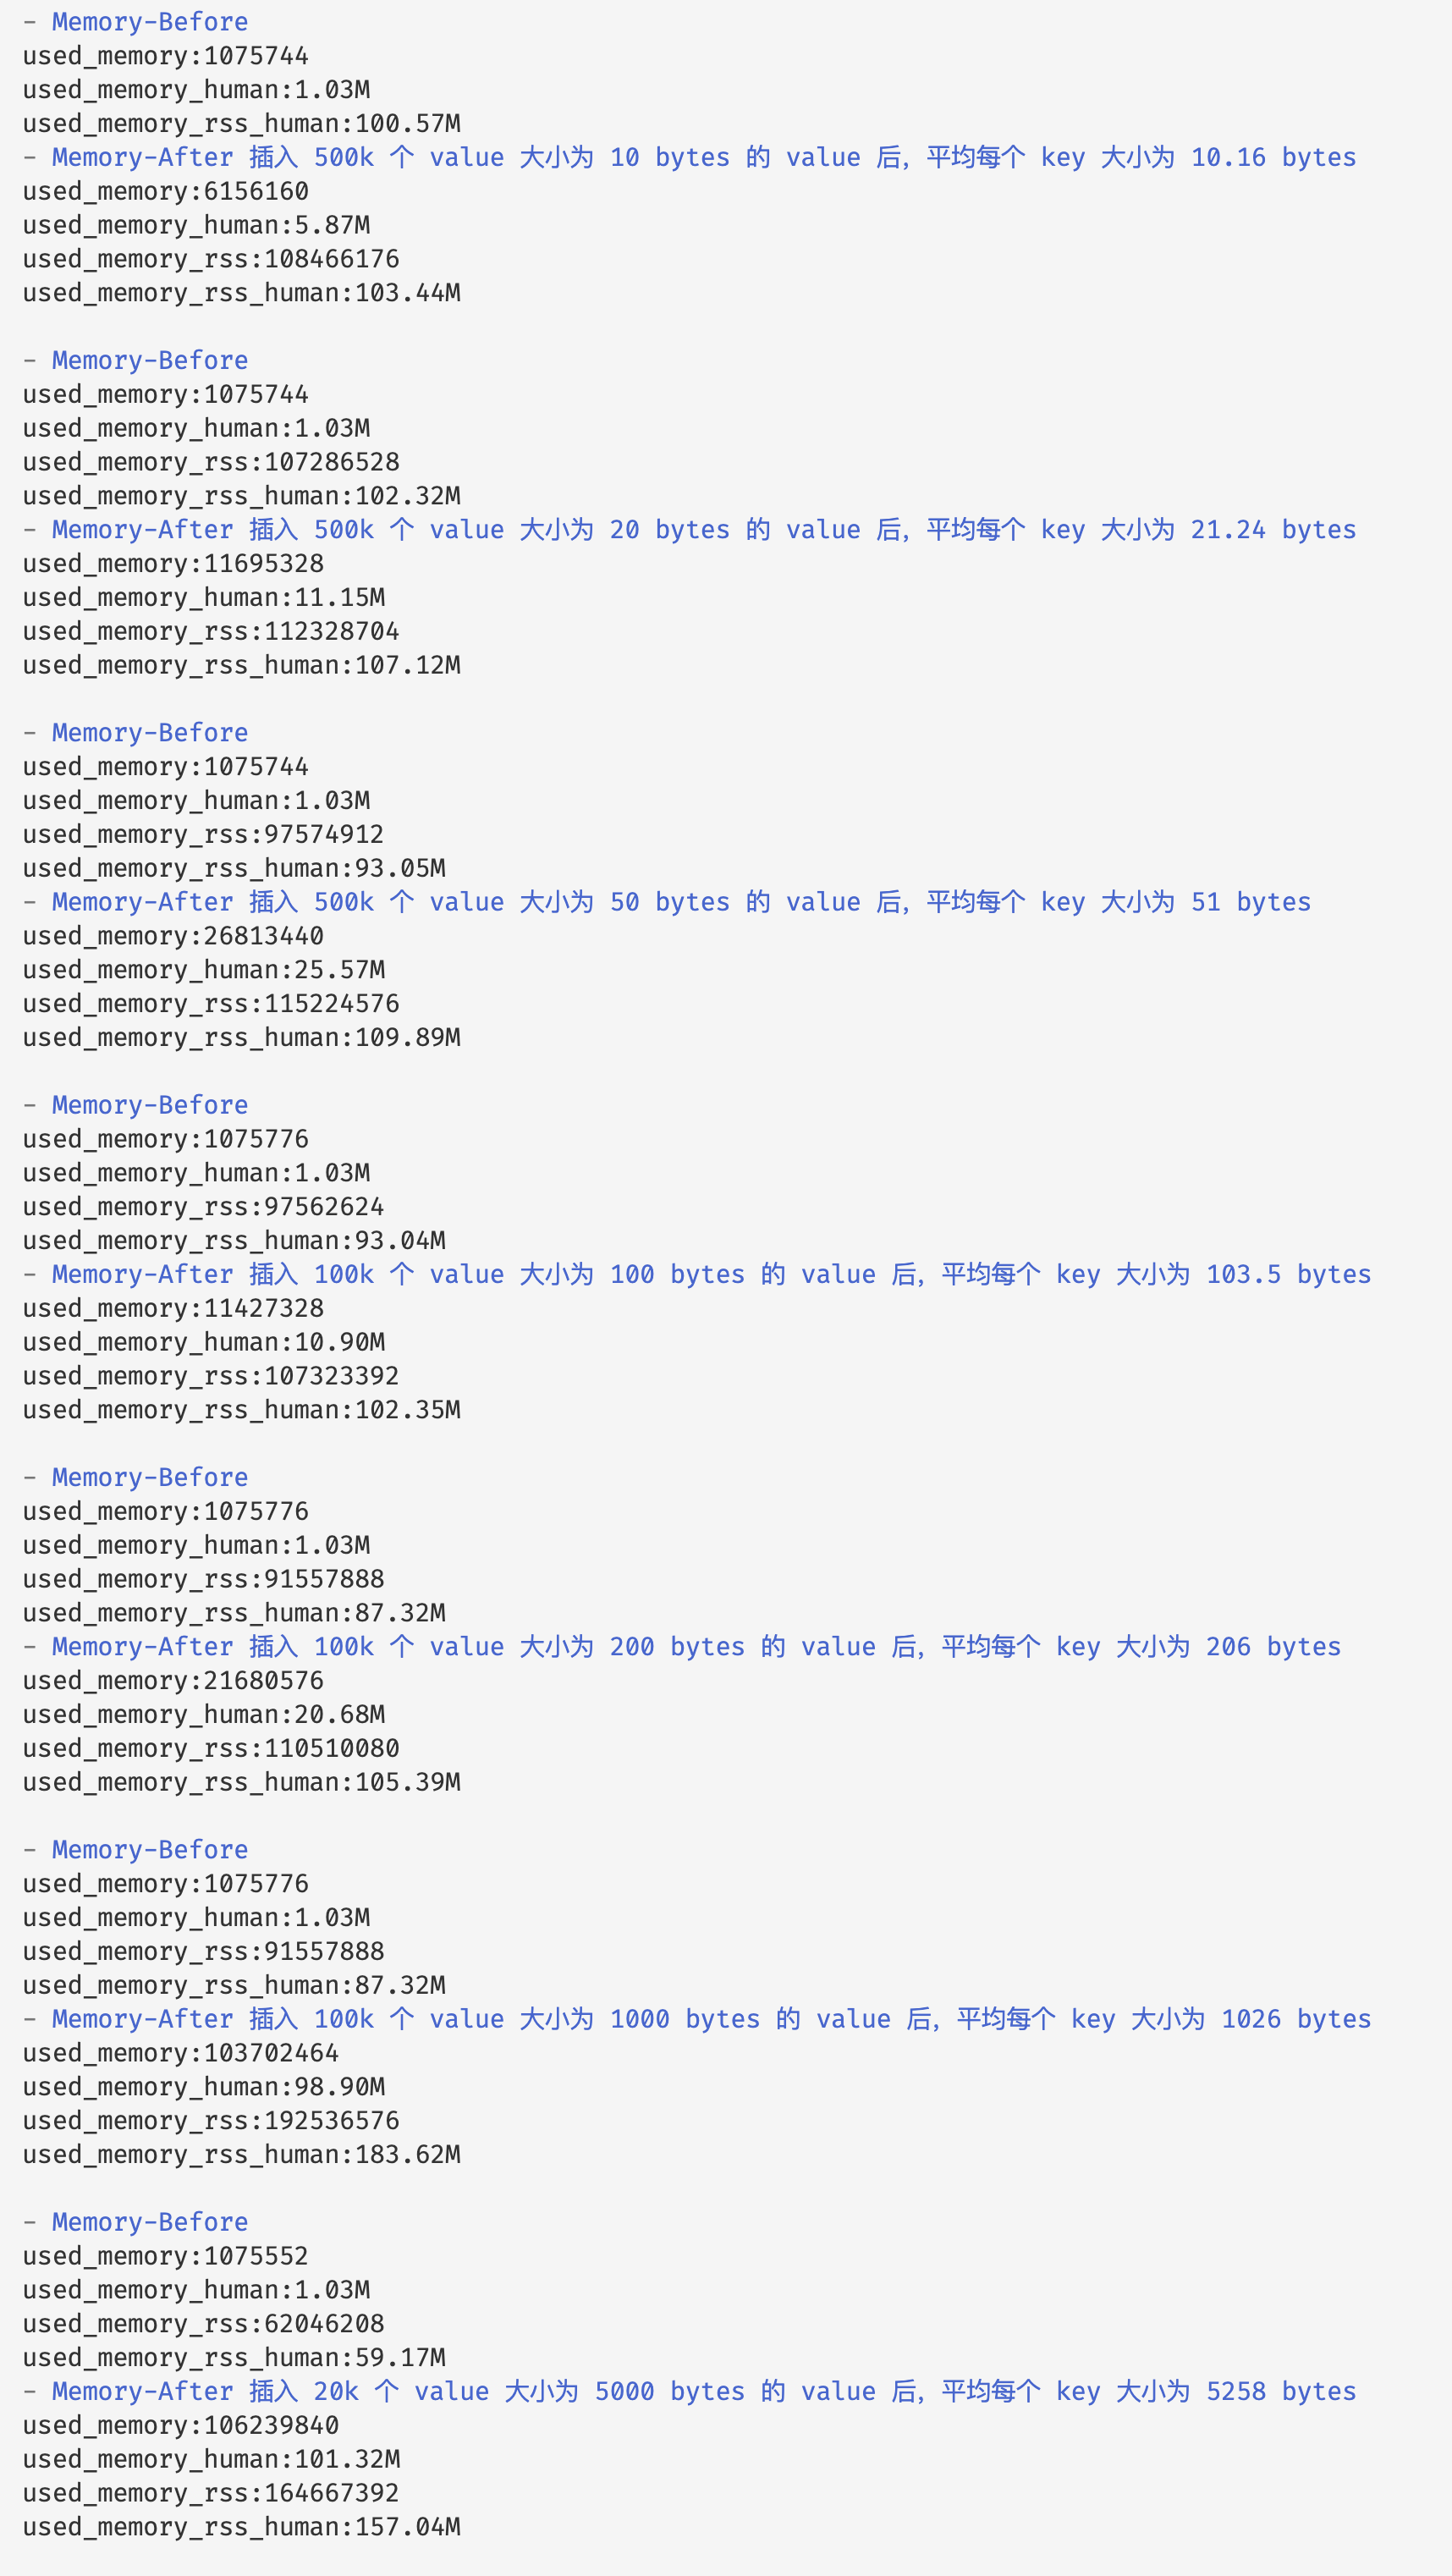 - Memory-Before
used_memory:1075744
used_memory_human:1.03M
used_memory_rss_human:100.57M
- Memory-After 插入 500k 个 value 大小为 10 bytes 的 value 后, 平均每个 key 大小为 10.16 bytes
used_memory:6156160
used_memory_human:5.87M
used_memory_rss:108466176
used_memory_rss_human:103.44M
- Memory-Before
used_memory:1075744
used_memory_human:1.03M
used_memory_rss:107286528
used_memory_rss_human:102.32M
- Memory-After 插入 500k 个 value 大小为 20 bytes 的 value 后, 平均每个 key 大小为 21.24 bytes
used_memory:11695328
used_memory_human:11.15M
used_memory_rss:112328704
used_memory_rss_human:107.12M
- Memory-Before
used_memory:1075744
used_memory_human:1.03M
used_memory_rss:97574912
used_memory_rss_human:93.05M
- Memory-After 插入 500k 个 value 大小为 50 bytes 的 value 后, 平均每个 key 大小为 51 bytes
used_memory:26813440
used_memory_human:25.57M
used_memory_rss:115224576
used_memory_rss_human:109.89M
- Memory-Before
used_memory:1075776
used_memory_human:1.03M
used_memory_rss:97562624
used_memory_rss_human:93.04M
- Memory-After 插入 100k 个 value 大小为 100 bytes 的 value 后, 平均每个 key 大小为 103.5 bytes
used_memory:11427328
used_memory_human:10.90M
used_memory_rss:107323392
used_memory_rss_human:102.35M
- Memory-Before
used_memory:1075776
used_memory_human:1.03M
used_memory_rss:91557888
used_memory_rss_human:87.32M
- Memory-After 插入 100k 个 value 大小为 200 bytes 的 value 后, 平均每个 key 大小为 206 bytes
used_memory:21680576
used_memory_human:20.68M
used_memory_rss:110510080
used_memory_rss_human:105.39M
- Memory-Before
used_memory:1075776
used_memory_human:1.03M
used_memory_rss:91557888
used_memory_rss_human:87.32M
- Memory-After 插入 100k 个 value 大小为 1000 bytes 的 value 后, 平均每个 key 大小为 1026 bytes
used_memory:103702464
used_memory_human:98.90M
used_memory_rss:192536576
used_memory_rss_human:183.62M
- Memory-Before
used_memory:1075552
used_memory_human:1.03M
used_memory_rss:62046208
used_memory_rss_human:59.17M
- Memory-After 插入 20k 个 value 大小为 5000 bytes 的 value 后, 平均每个 key 大小为 5258 bytes
used_memory:106239840
used_memory_human:101.32M
used_memory_rss:164667392
used_memory_rss_human:157.04M